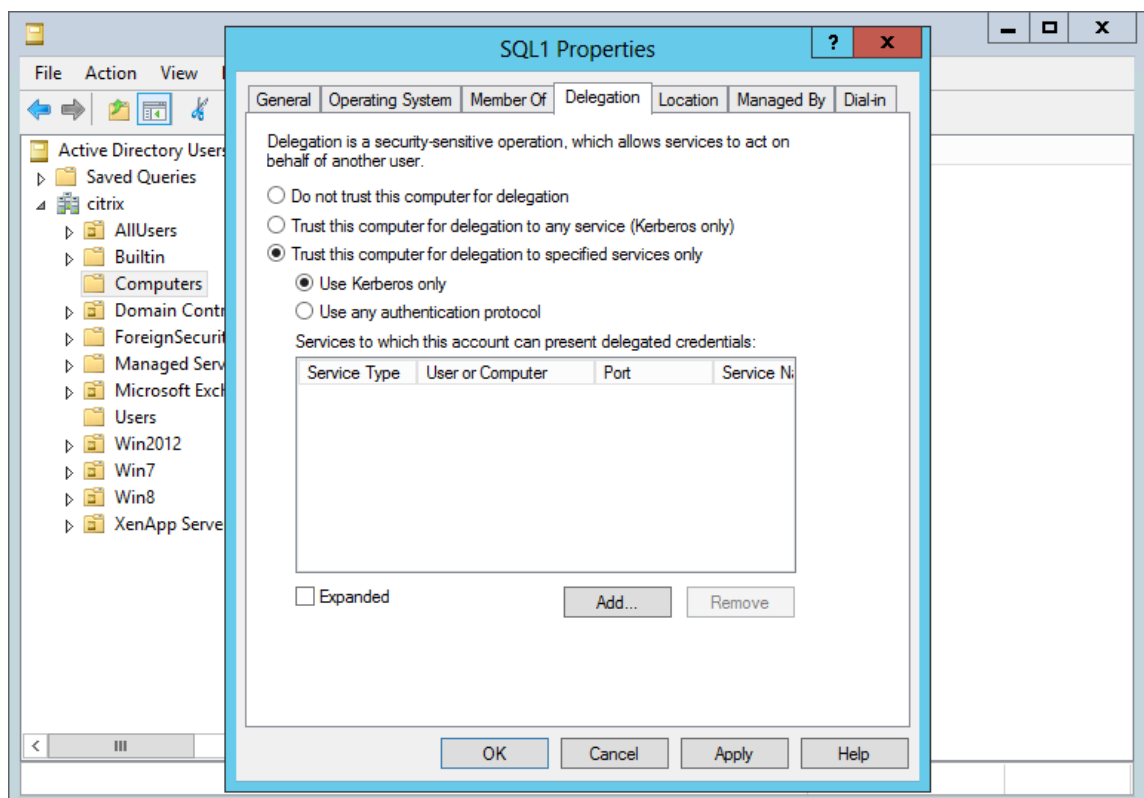 SQL1 Properties
?
x
x
File Action View
General Operating System Member Of Delegation Location Managed By Dial-in
Active Directory Users
Saved Queries
citrix
AllUsers
Builtin
Computers
Domain Contr
ForeignSecurit
Managed Serv
Microsoft Exch
Users
Win2012
Win7
Win8
XenApp Serve
Delegation is a security-sensitive operation, which allows services to act on
behalf of another user.
Do not trust this computer for delegation
Trust this computer for delegation to any service (Kerberos only)
Trust this computer for delegation to specified services only
Use Kerberos only
Use any authentication protocol
Services to which this account can present delegated credentials:
Service Type User or Computer Port Service Na
Expanded
Add...
Remove
OK Cancel Apply Help